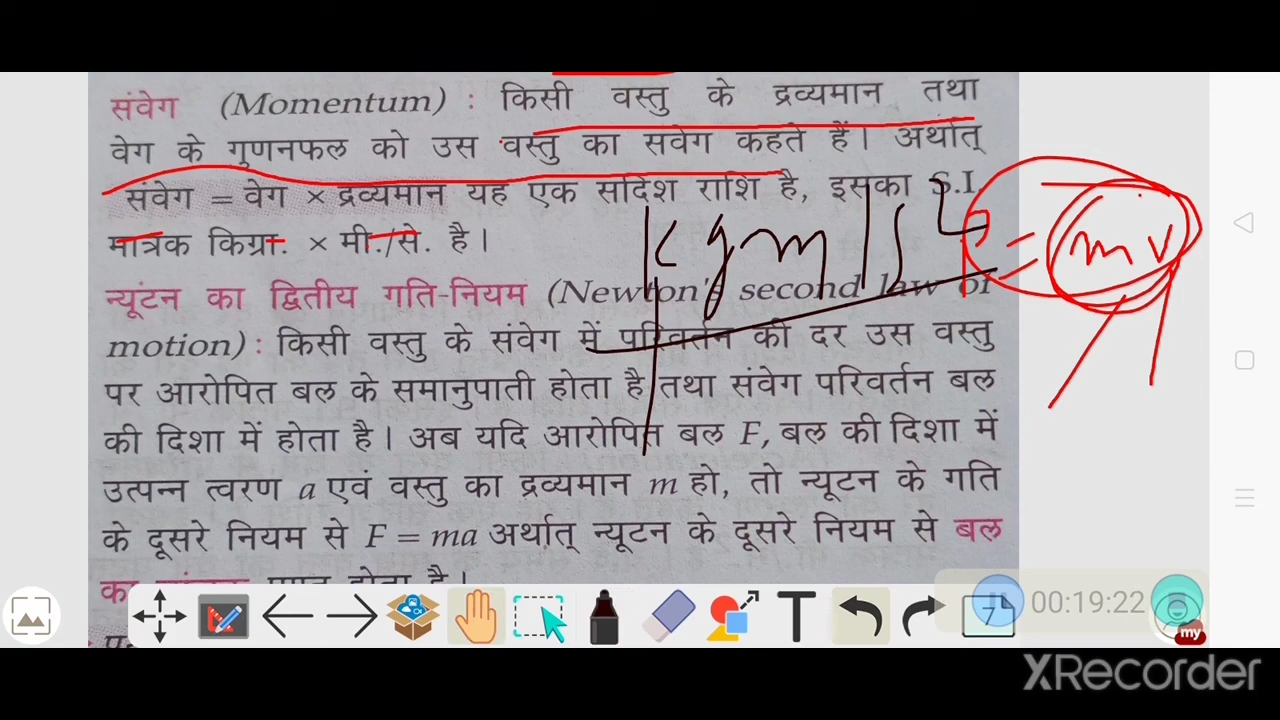 संवेग (Momentum) : किसी वस्तु के द्रव्यमान तथा
वेग के गुणनफल को उस वस्तु का संवेग कहते हैं। अर्थात्
संवेग = वेग × द्रव्यमान यह एक सदिश राशि है, इसका S.I.
मात्रक किग्रा. × मी./से. है।
kgm/s
= mv
न्यूटन का द्वितीय गति-नियम (Newton's second law of
motion) : किसी वस्तु के संवेग में परिवर्तन की दर उस वस्तु
पर आरोपित बल के समानुपाती होता है तथा संवेग परिवर्तन बल
की दिशा में होता है। अब यदि आरोपित बल F, बल की दिशा में
उत्पन्न त्वरण a एवं वस्तु का द्रव्यमान m हो, तो न्यूटन के गति
के दूसरे नियम से F = ma अर्थात् न्यूटन के दूसरे नियम से बल
होता है।
T
7
00:19:22
my
XRecorder